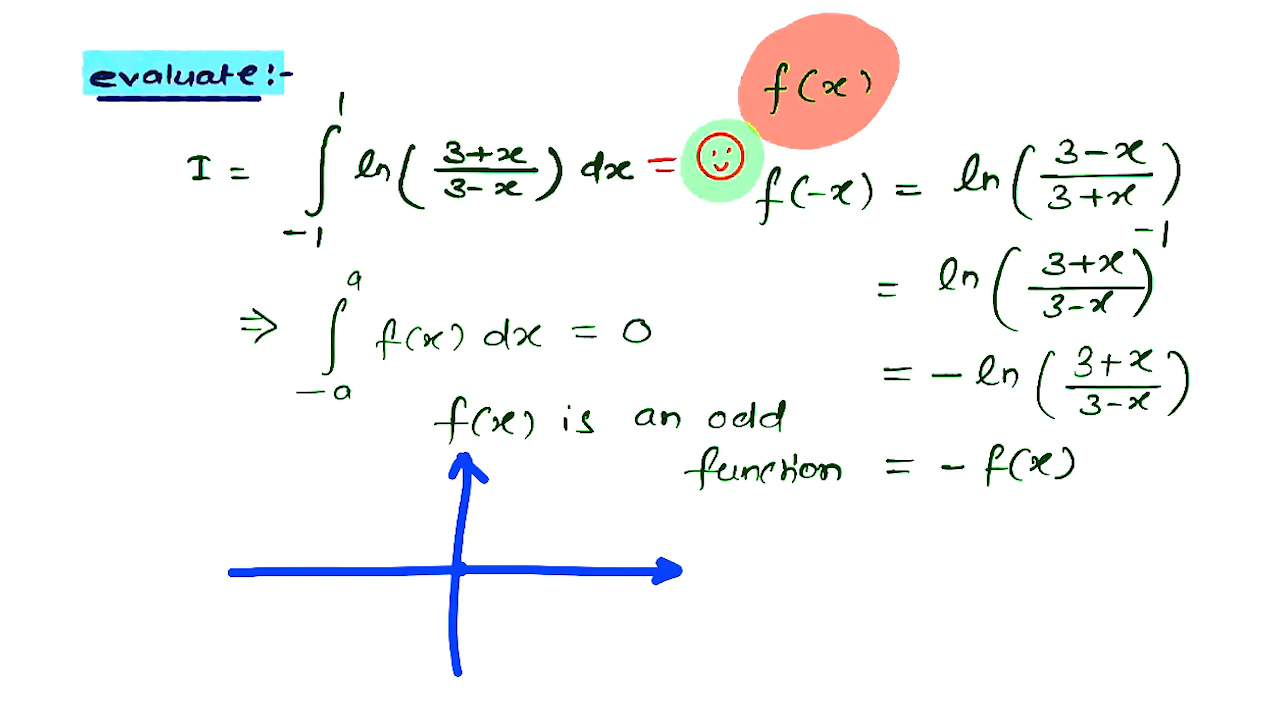 evaluate:-
I = ∫_{-1}^{1} ln((3+x)/(3-x)) dx =
⇒ ∫_{-a}^{a} f(x) dx = 0
f(x) is an odd
function
f(x)
f(-x) = ln((3-x)/(3+x))
= ln((3+x)/(3-x))^{-1}
= - ln((3+x)/(3-x))
= - f(x)